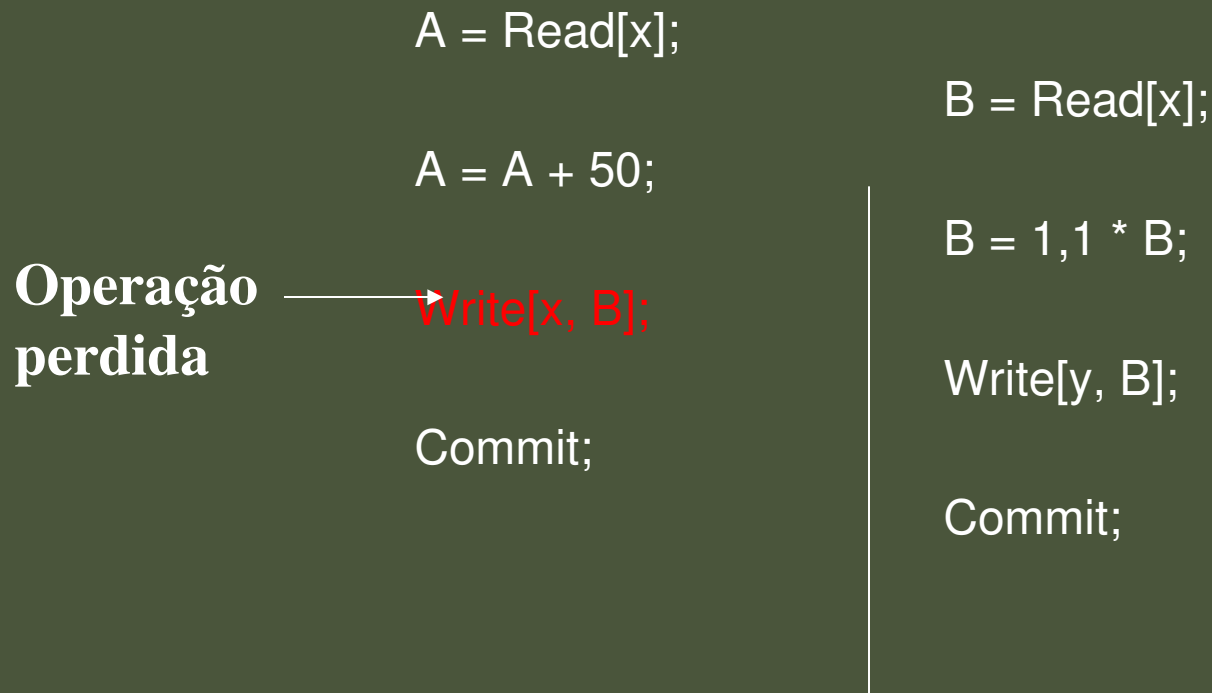 A = Read[x];
B = Read[x];
A = A + 50;
B = 1,1 * B;
Operação
perdida
Write[x, B];
Write[y, B];
Commit;
Commit;